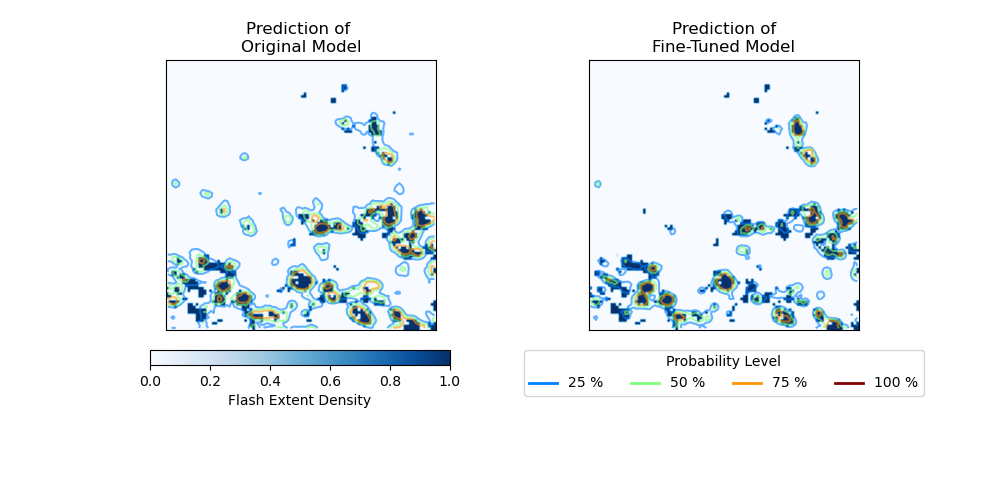 Prediction of
Original Model
Prediction of
Fine-Tuned Model
0.0 0.2 0.4 0.6 0.8 1.0
Flash Extent Density
Probability Level
25 % 50 % 75 % 100 %